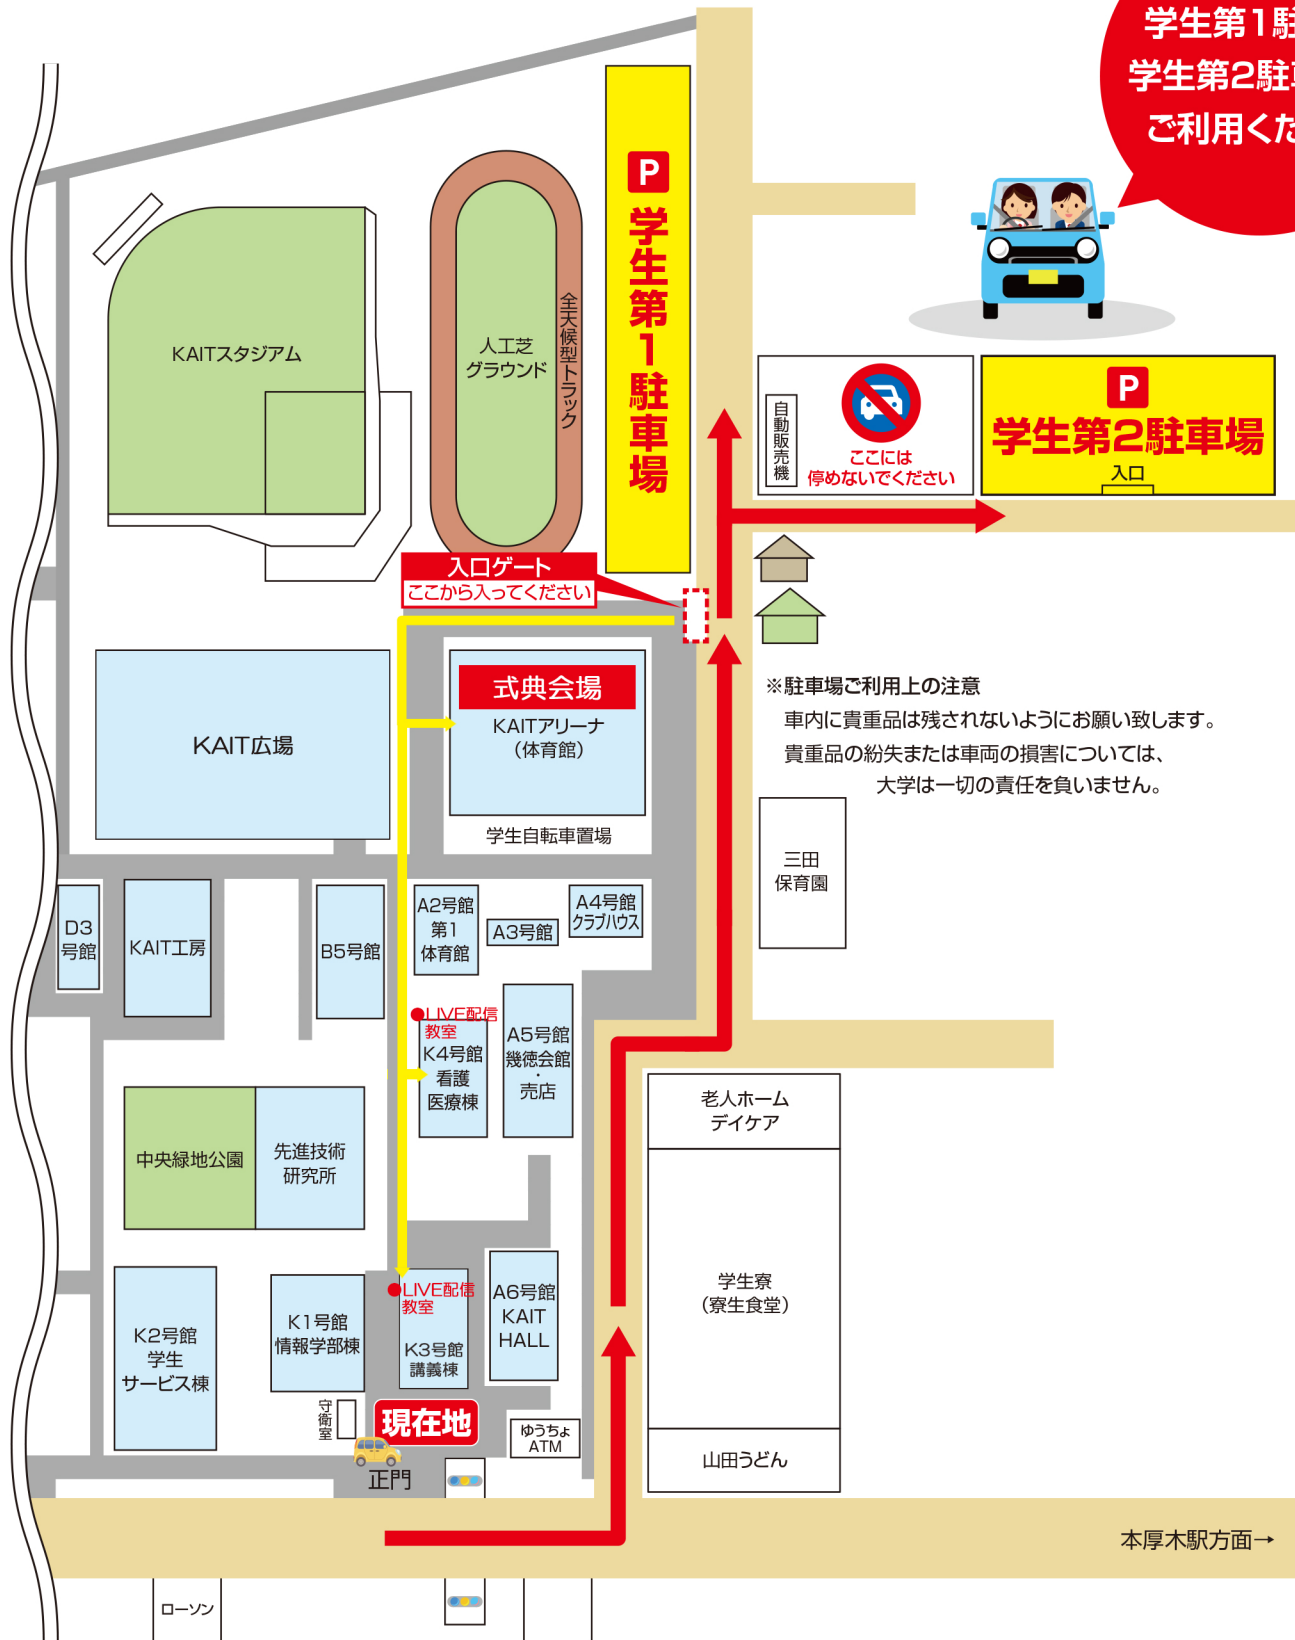 学生第1駐
学生第2駐
ご利用くだ
P
学生第1駐車場
全天候型トラック
人工芝
グラウンド
KAITスタジアム
自動販売機
ここには
停めないでください
P
学生第2駐車場
入口
入口ゲート
ここから入ってください
式典会場
KAITアリーナ
（体育館）
KAIT広場
※駐車場ご利用上の注意
車内に貴重品は残されないようにお願い致します。
貴重品の紛失または車両の損害については、
大学は一切の責任を負いません。
学生自転車置場
三田
保育園
D3
号館
KAIT工房
B5号館
A2号館
第1
体育館
A3号館
A4号館
クラブハウス
LIVE配信
教室
K4号館
看護
医療棟
A5号館
幾徳会館
・
売店
老人ホーム
デイケア
中央緑地公園
先進技術
研究所
学生寮
（寮生食堂）
LIVE配信
教室
K3号館
講義棟
A6号館
KAIT
HALL
K1号館
情報学部棟
K2号館
学生
サービス棟
守衛室
現在地
ゆうちょ
ATM
正門
山田うどん
本厚木駅方面→
ローソン